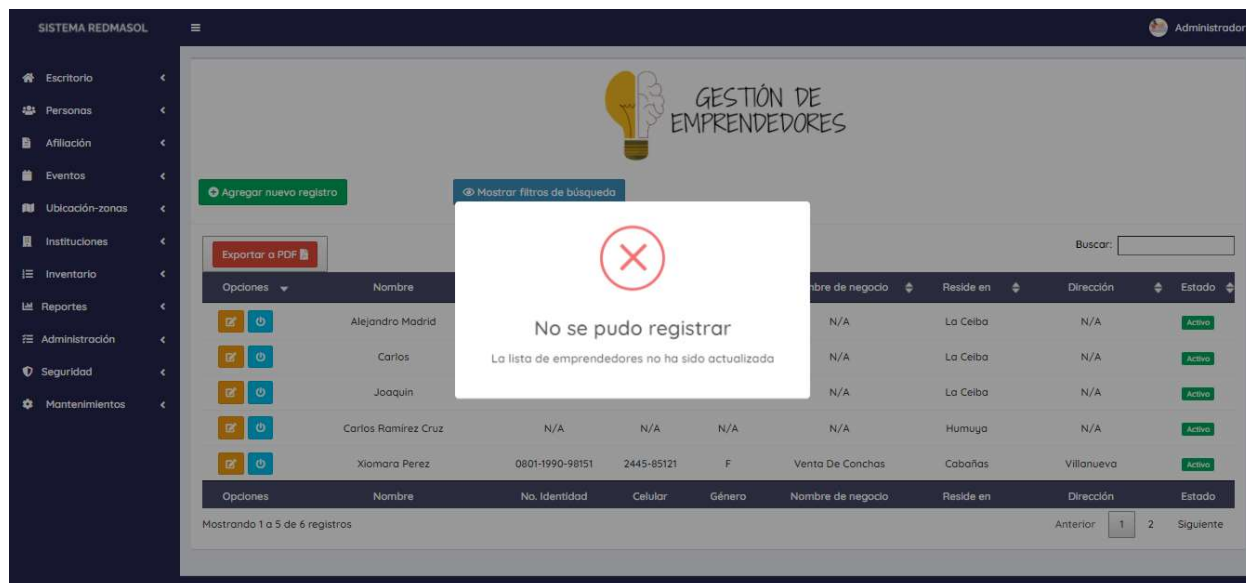 SISTEMA REDMASOL
Administrador
Escritorio
Personas
Afiliación
Eventos
Ubicación-zonas
Instituciones
Inventario
Reportes
Administración
Seguridad
Mantenimientos
GESTIÓN DE
EMPRENDEDORES
Agregar nuevo registro
Mostrar filtros de búsqueda
Exportar a PDF
Buscar:
Opciones Nombre mbre de negocio Reside en Dirección Estado
Alejandro Madrid N/A La Ceiba N/A Activo
Carlos N/A La Ceiba N/A Activo
Joaquin N/A La Ceiba N/A Activo
No se pudo registrar
La lista de emprendedores no ha sido actualizada
Carlos Ramírez Cruz N/A N/A N/A N/A Humuya N/A Activo
Xiomara Perez 0801-1990-98151 2445-85121 F Venta De Conchas Cabañas Villanueva Activo
Opciones Nombre No. Identidad Celular Género Nombre de negocio Reside en Dirección Estado
Mostrando 1 a 5 de 6 registros
Anterior 1 2 Siguiente